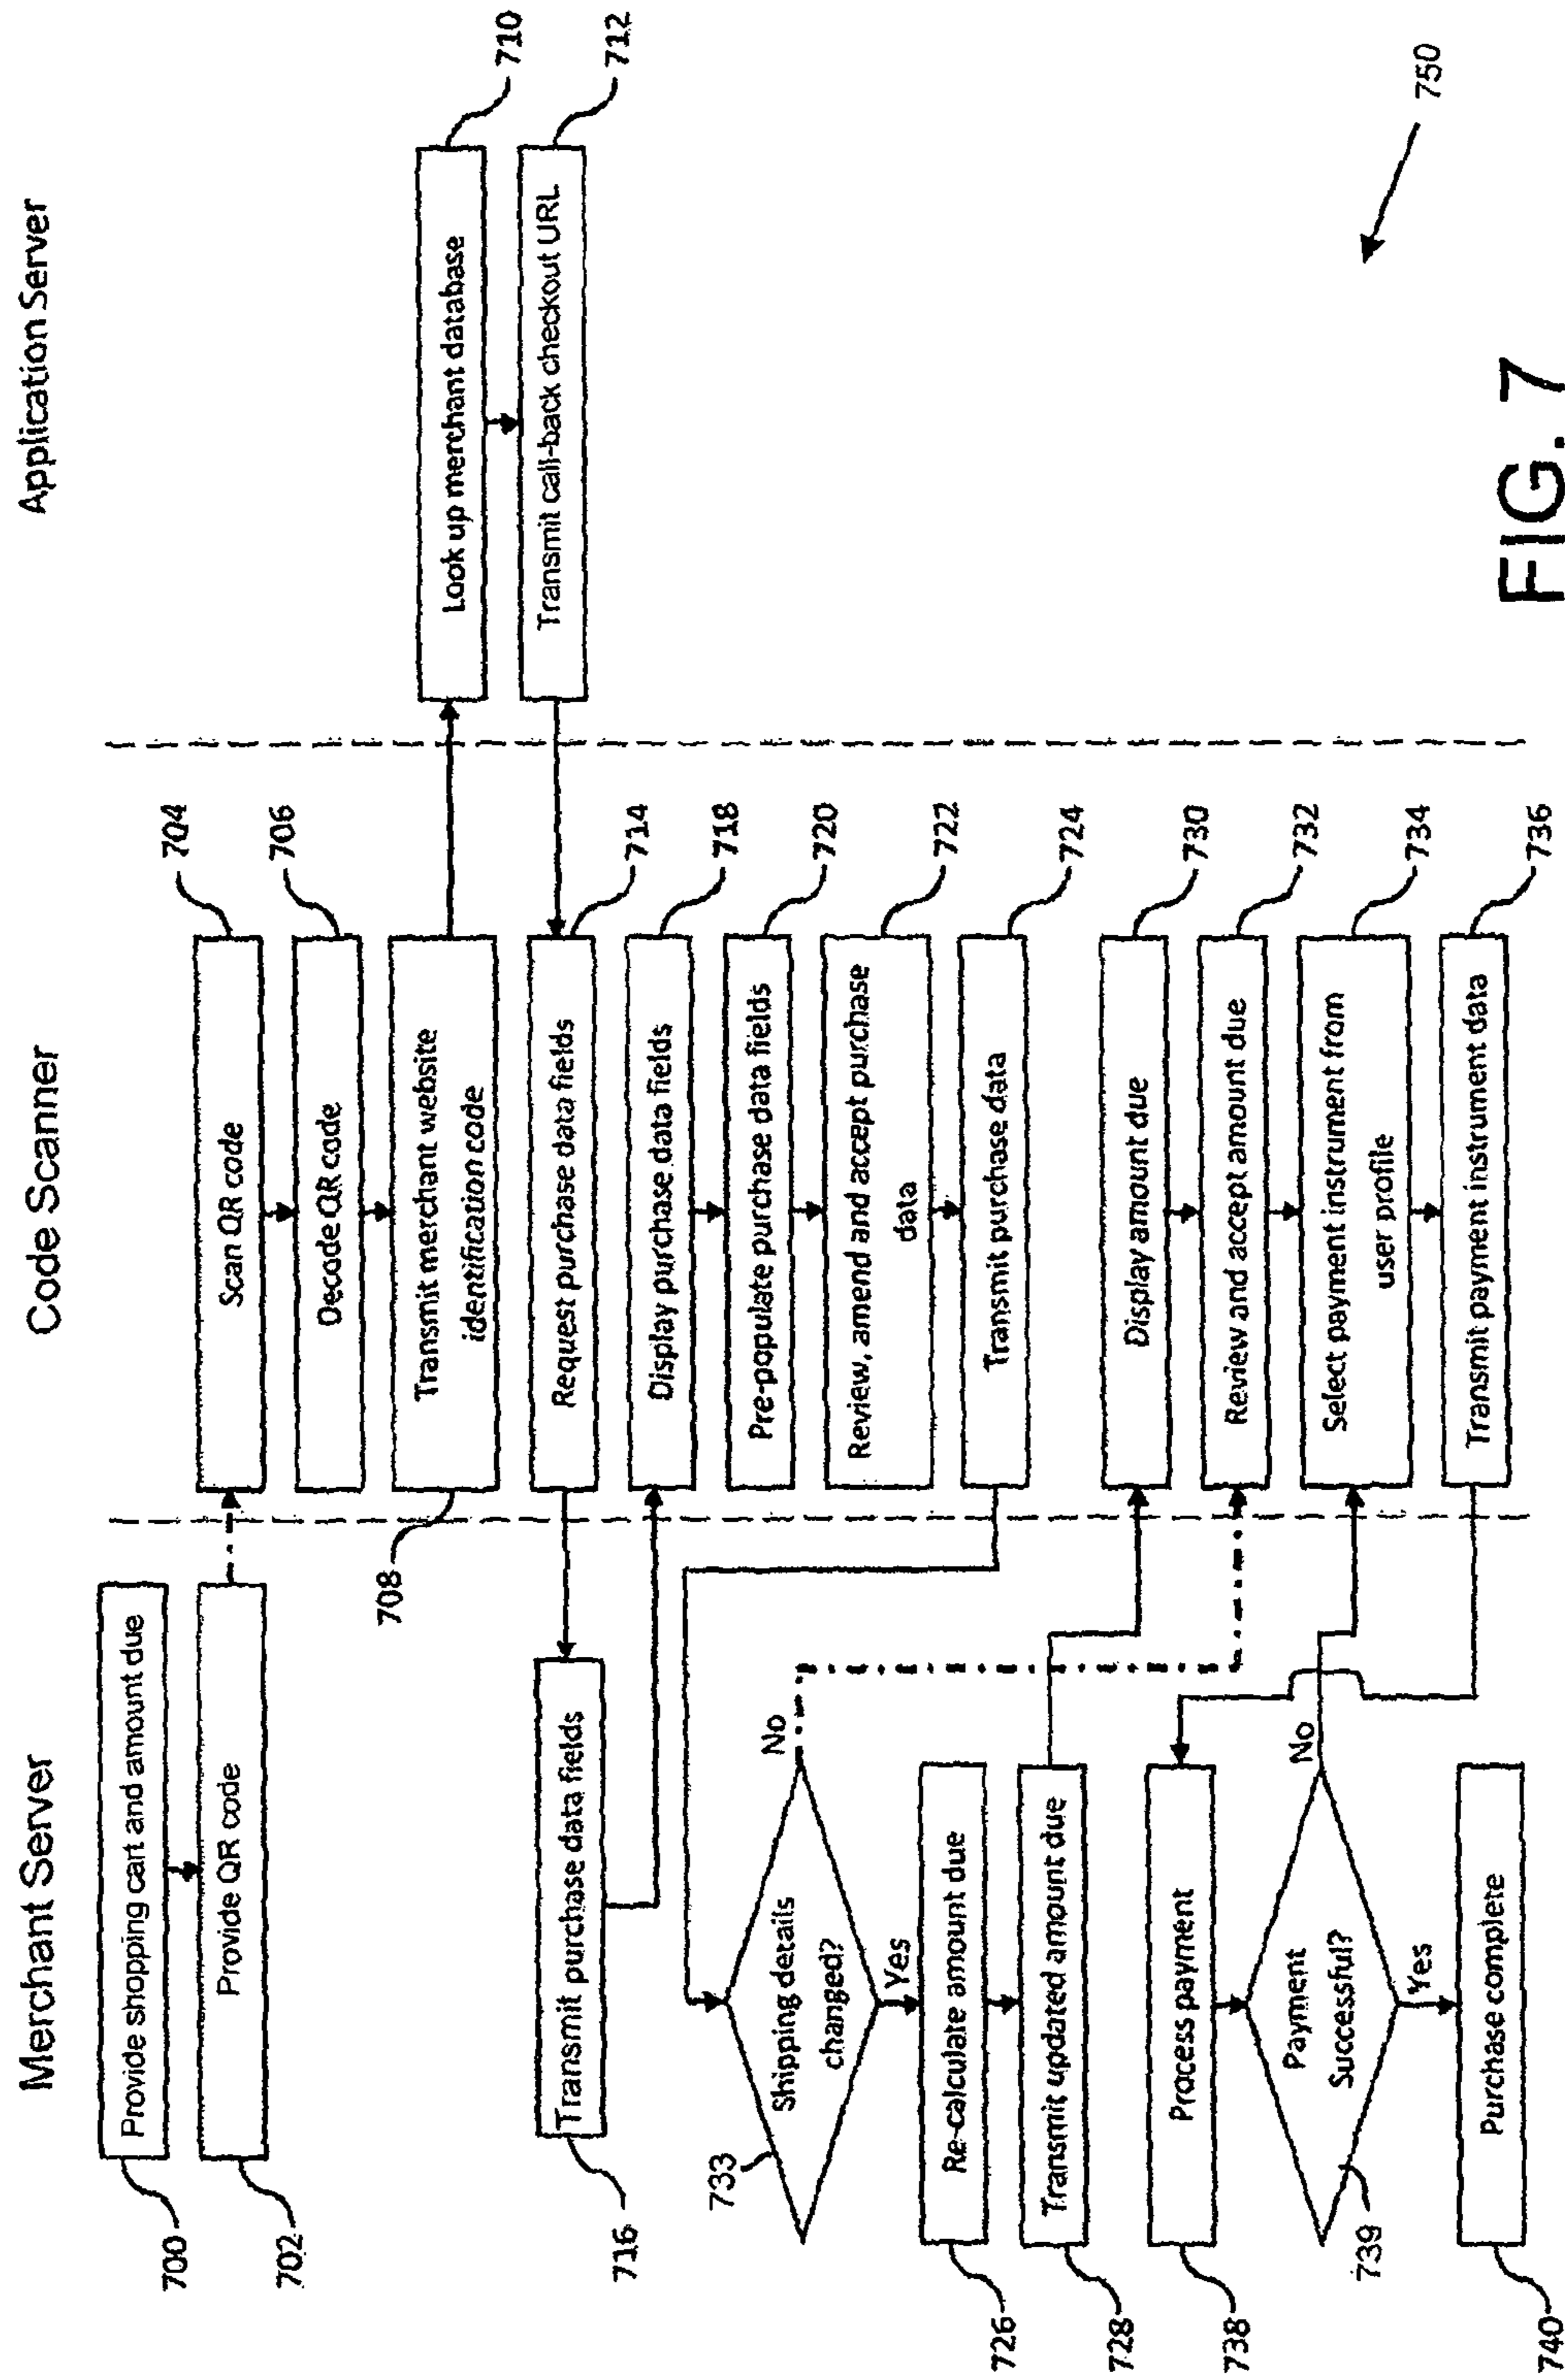 Merchant Server
Code Scanner
Application Server
700
Provide shopping cart and amount due
702
Provide QR code
Scan QR code
704
Decode QR code
706
708
Transmit merchant website
identification code
Look up merchant database
710
Transmit call-back checkout URL
712
Request purchase data fields
714
716
Transmit purchase data fields
Display purchase data fields
718
Pre-populate purchase data fields
720
Review, amend and accept purchase
data
722
Transmit purchase data
724
733
Shipping details
changed?
No
Yes
726
Re-calculate amount due
728
Transmit updated amount due
Display amount due
730
Review and accept amount due
732
Select payment instrument from
user profile
734
Transmit payment instrument data
736
738
Process payment
739
Payment
Successful?
No
Yes
740
Purchase complete
750
FIG. 7